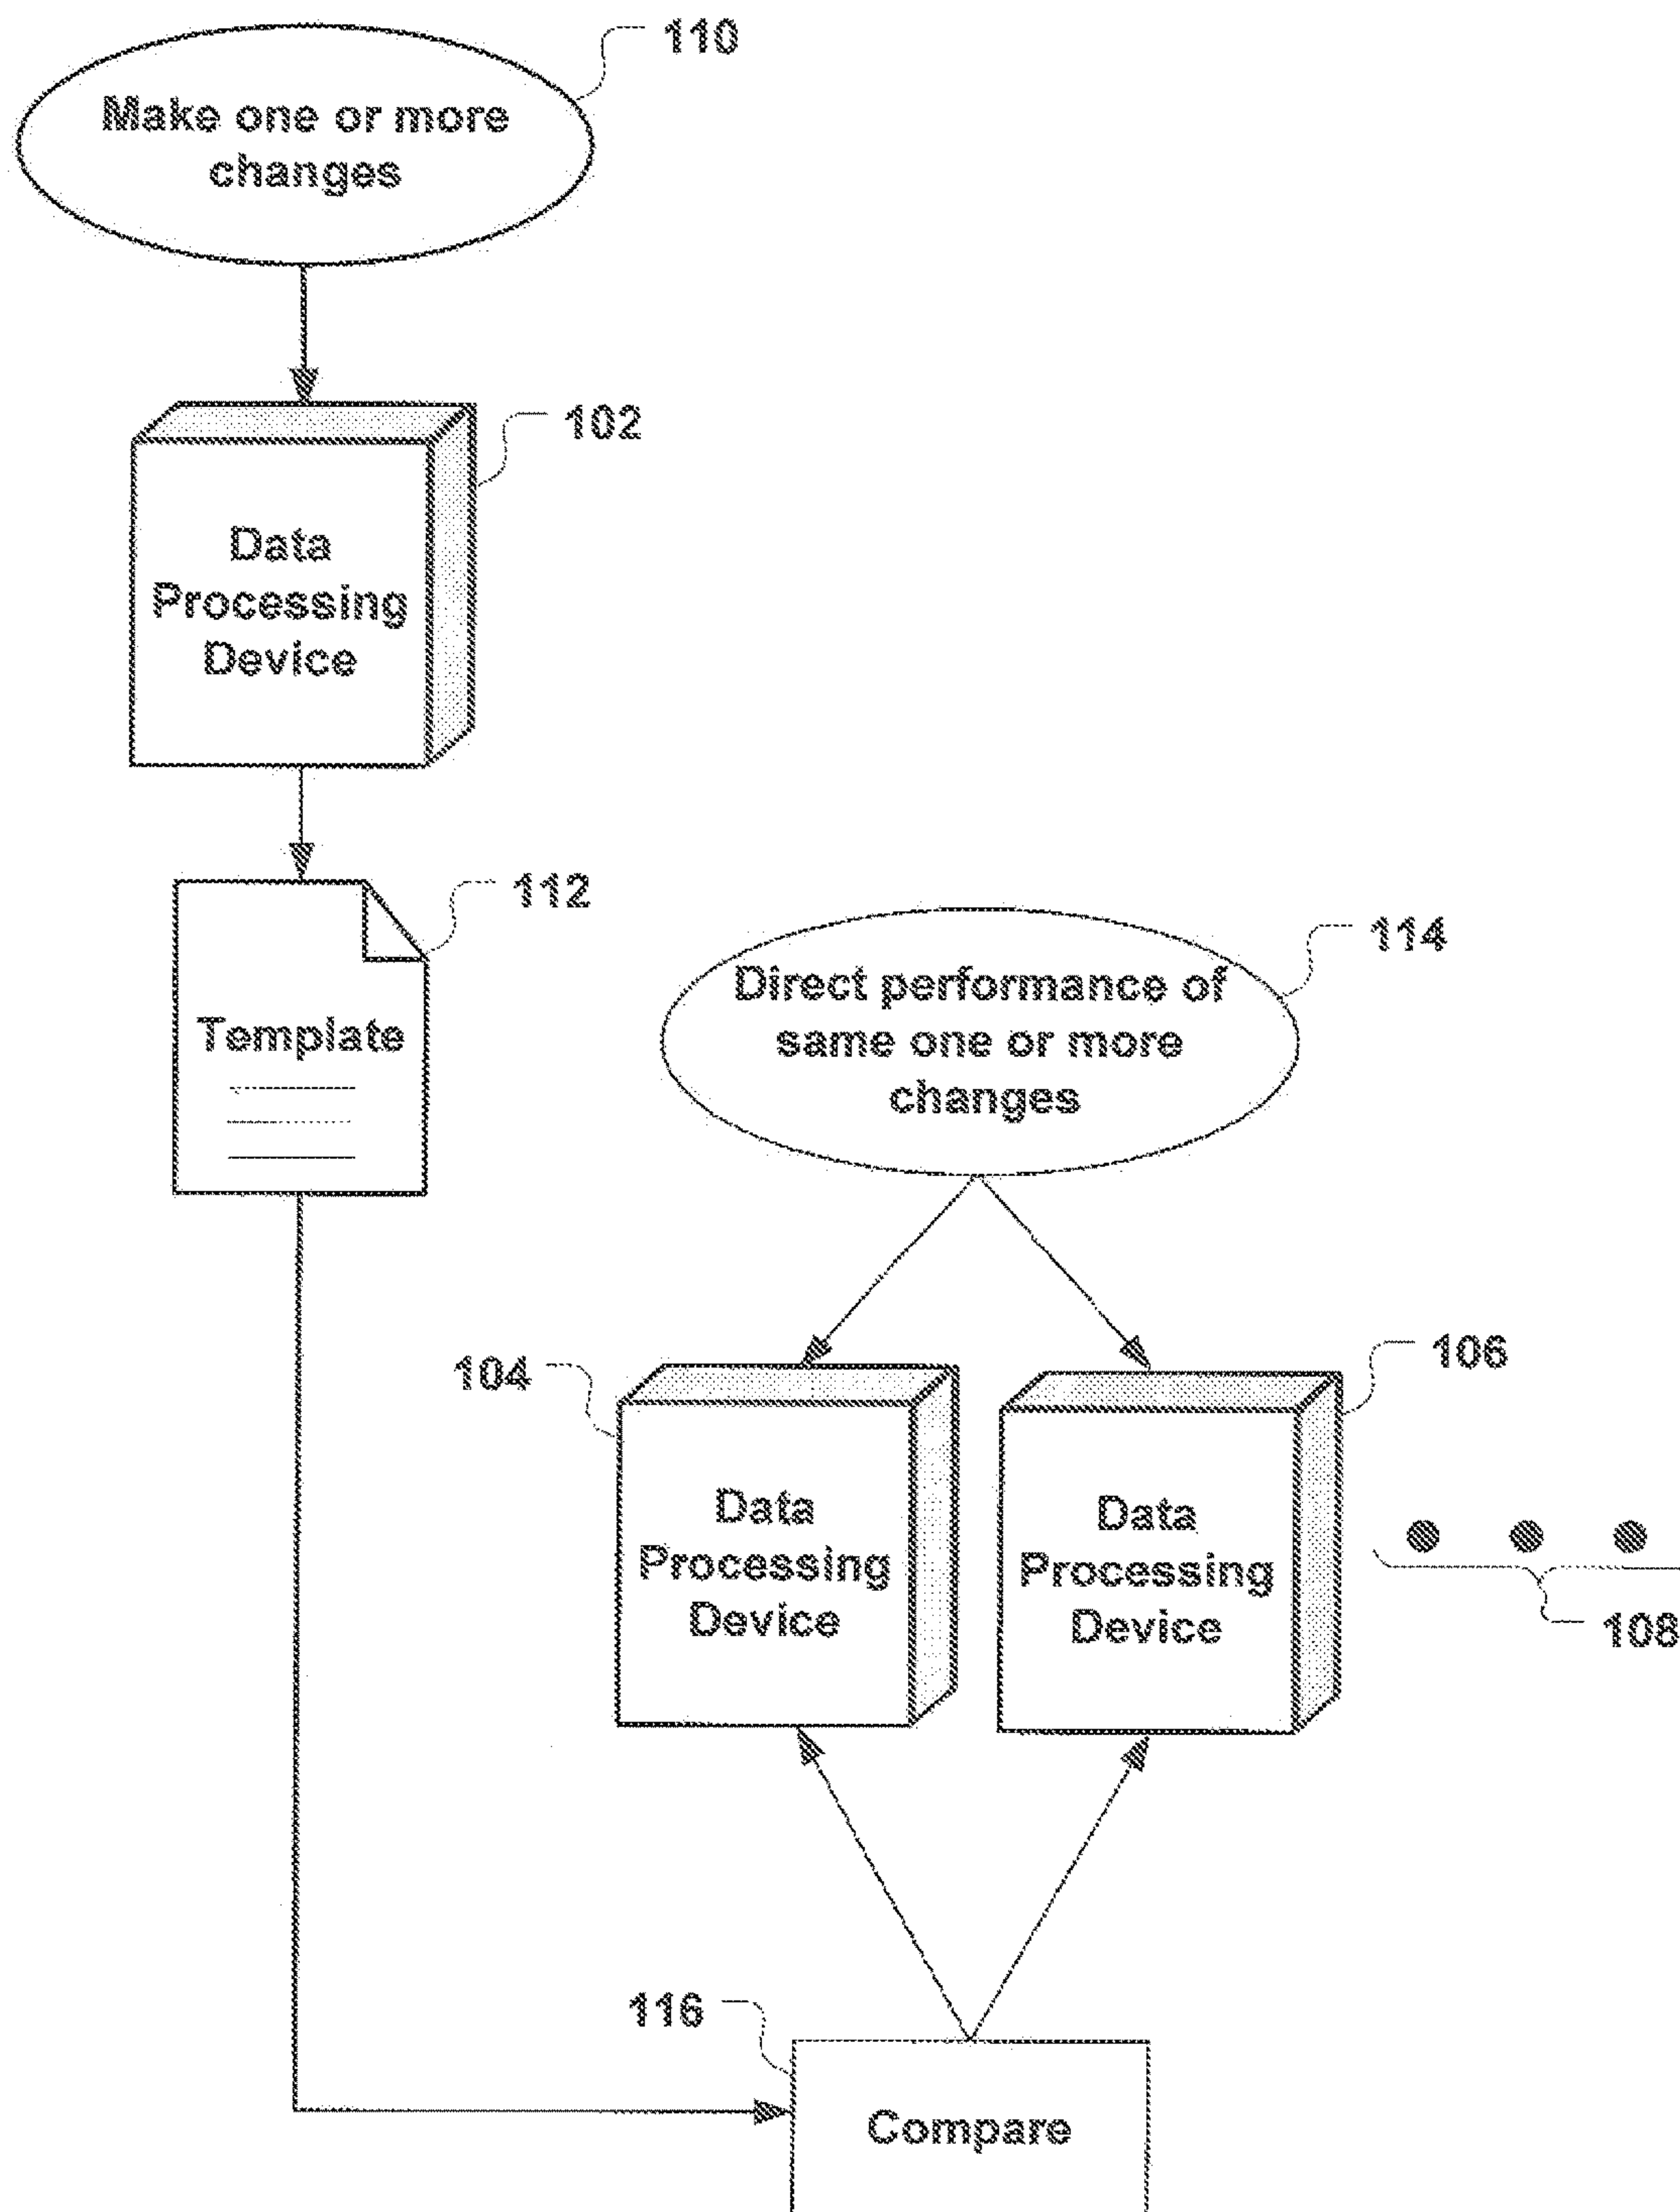 110
Make one or more
changes
102
Data
Processing
Device
112
Template
114
Direct performance of
same one or more
changes
104
106
Data
Processing
Device
Data
Processing
Device
108
116
Compare